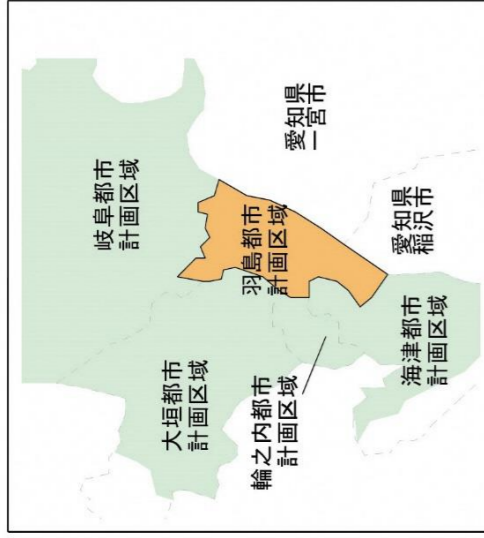 岐阜都市
計画区域
愛知県
一宮市
羽島都市
計画区域
大垣都市
計画区域
輪之内都市
計画区域
愛知県
稲沢市
海津都市
計画区域